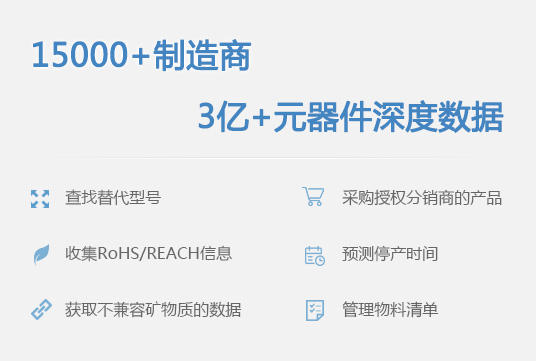 15000+制造商
3亿+元器件深度数据
查找替代型号
采购授权分销商的产品
收集RoHS/REACH信息
预测停产时间
获取不兼容矿物质的数据
管理物料清单